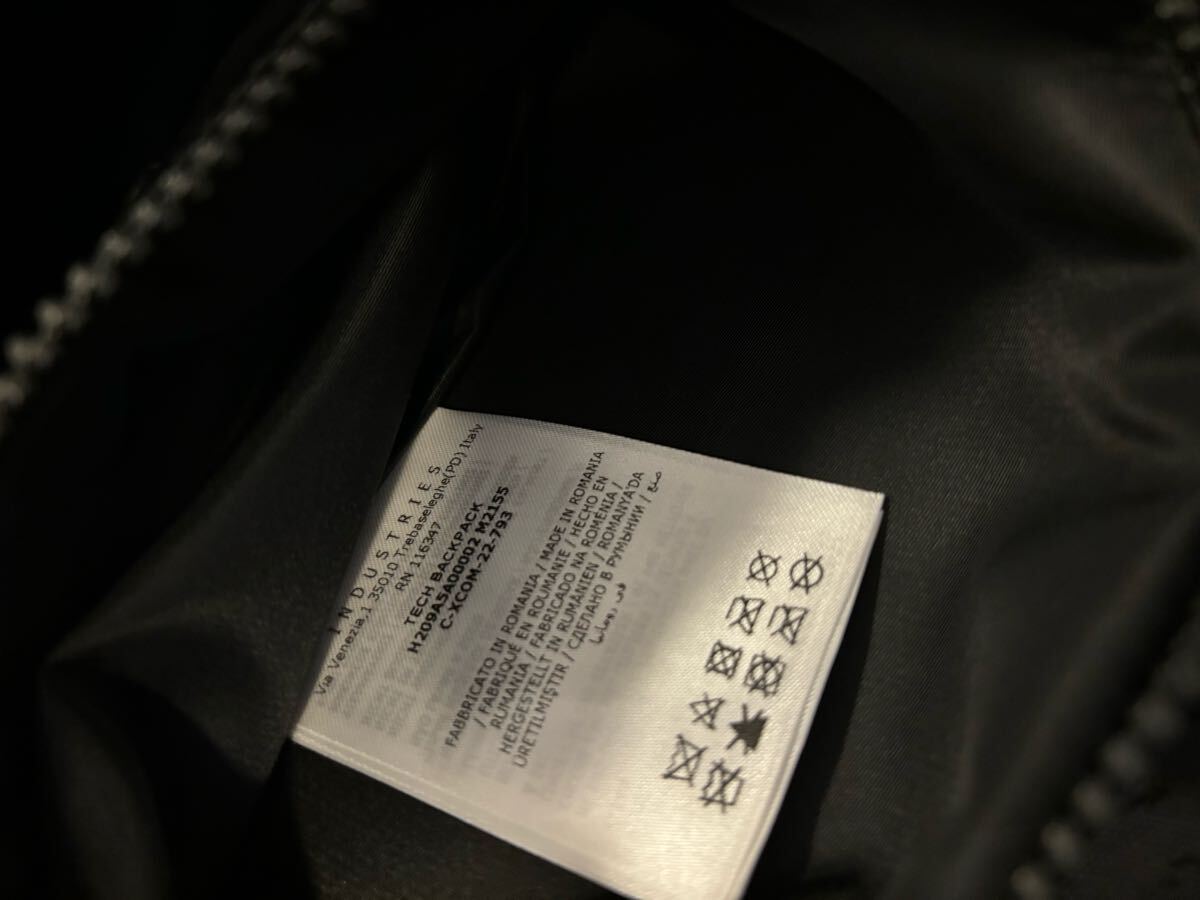 INDUSTRIES
Via Venezia,1 35010 Trebaseleghe(PD) Italy
RN 116347
TECH BACKPACK
H209A5A00002 M2155
C-XCOM-22-793
FABBRICATO IN ROMANIA / MADE IN ROMANIA
/ FABRIQUÉ EN ROUMANIE / HECHO EN
RUMANIA / FABRICADO NA ROMÉNIA /
HERGESTELLT IN RUMÄNIEN / ROMANYA'DA
ÜRETILMIŞTIR / СДЕЛАНО В РУМЫНИИ / صنع
في رومانيا